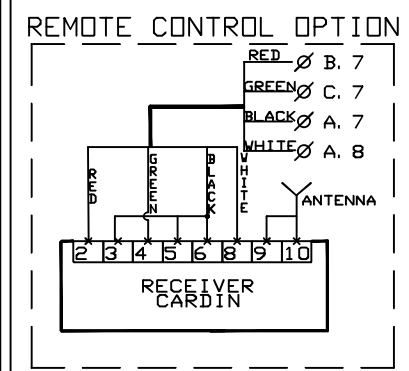 REMOTE CONTROL OPTION
RED B. 7
GREEN C. 7
BLACK A. 7
WHITE A. 8
RED
GREEN
BLACK
WHITE
ANTENNA
2 3 4 5 6 8 9 10
RECEIVER
CARDIN